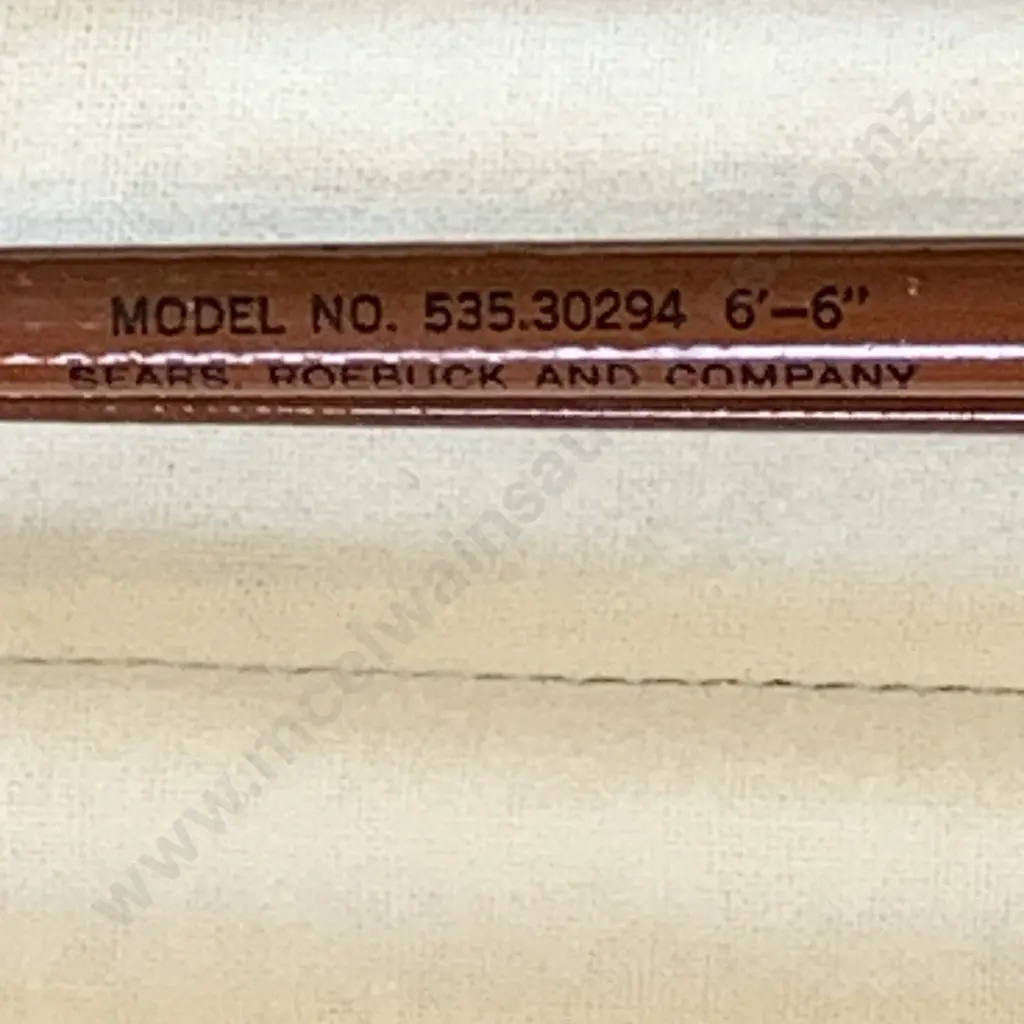 MODEL NO. 535.30294 6'–6"
SEARS, ROEBUCK AND COMPANY